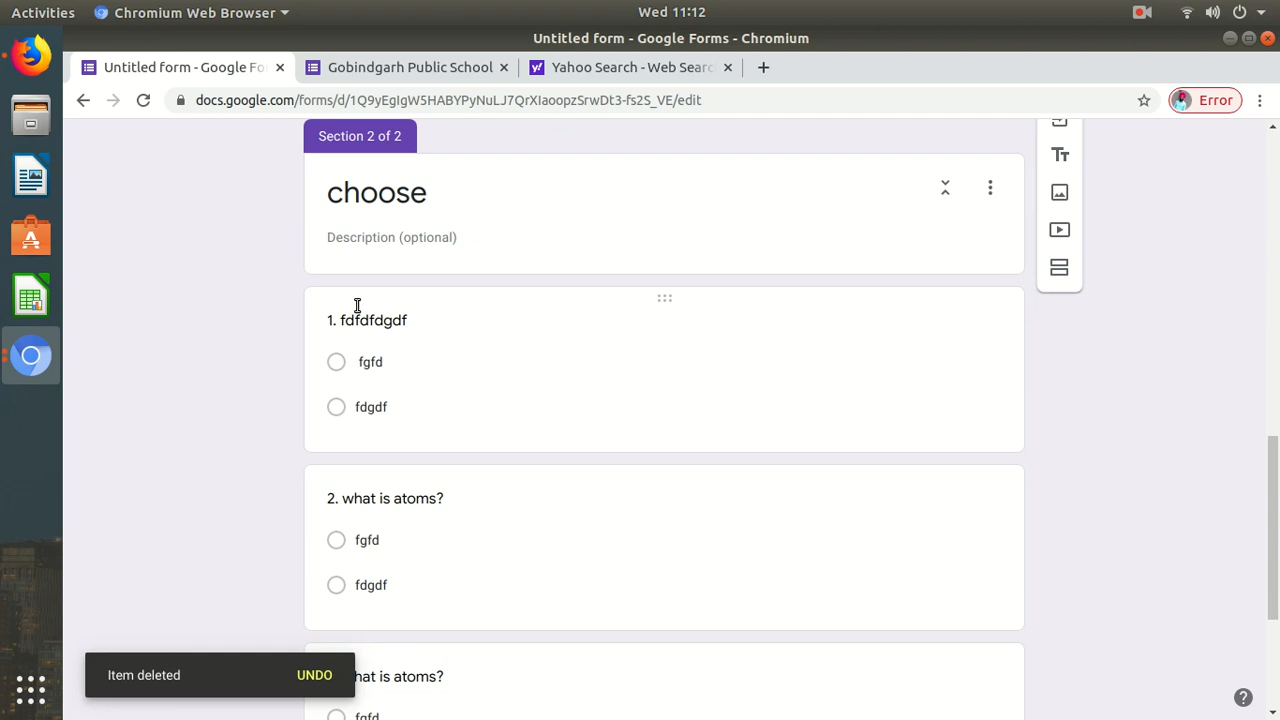 Activities
Chromium Web Browser
Wed 11:12
Untitled form - Google Forms - Chromium
Untitled form - Google Fo
Gobindgarh Public School
Yahoo Search - Web Searc
docs.google.com/forms/d/1Q9yEgIgW5HABYPyNuLJ7QrXIaoopzSrwDt3-fs2S_VE/edit
Error
Section 2 of 2
choose
Description (optional)
1. fdfdfdgdf
fgfd
fdgdf
2. what is atoms?
fgfd
fdgdf
hat is atoms?
fgfd
Item deleted
UNDO